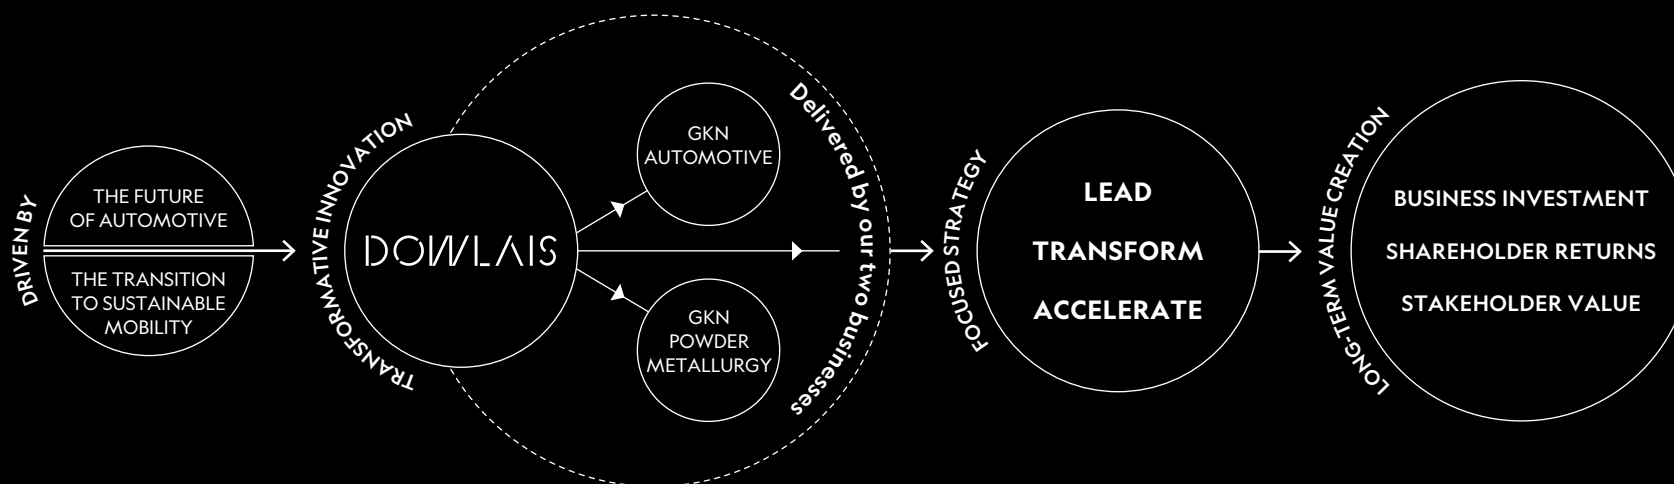 DRIVEN BY
THE FUTURE
OF AUTOMOTIVE
THE TRANSITION
TO SUSTAINABLE
MOBILITY
TRANSFORMATIVE INNOVATION
DOWLAIS
GKN
AUTOMOTIVE
GKN
POWDER
METALLURGY
Delivered by our two businesses
FOCUSED STRATEGY
LEAD
TRANSFORM
ACCELERATE
LONG-TERM VALUE CREATION
BUSINESS INVESTMENT
SHAREHOLDER RETURNS
STAKEHOLDER VALUE